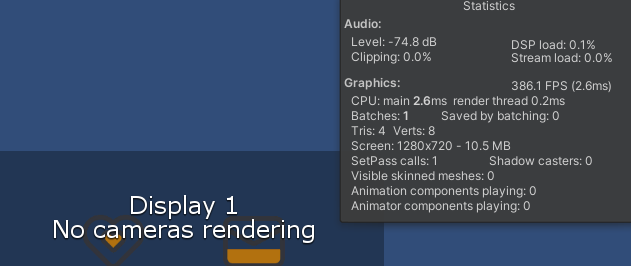 Statistics
Audio:
Level: -74.8 dB DSP load: 0.1%
Clipping: 0.0% Stream load: 0.0%
Graphics: 386.1 FPS (2.6ms)
CPU: main 2.6ms render thread 0.2ms
Batches: 1 Saved by batching: 0
Tris: 4 Verts: 8
Screen: 1280x720 - 10.5 MB
SetPass calls: 1 Shadow casters: 0
Visible skinned meshes: 0
Animation components playing: 0
Animator components playing: 0
Display 1
No cameras rendering